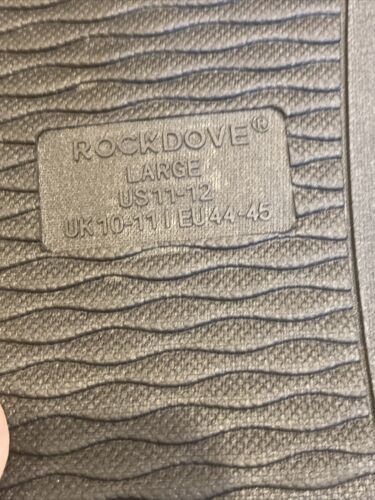 ROCKDOVE®
LARGE
US11-12
UK10-11 | EU44-45